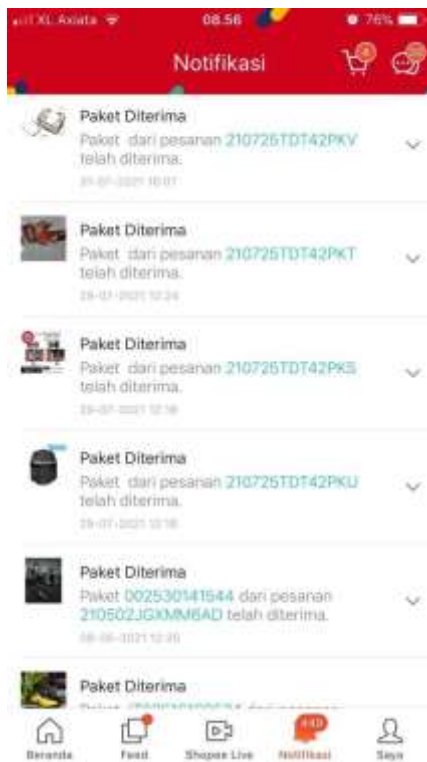 XL Axiata 08.56 76%
Notifikasi
Paket Diterima
Paket dari pesanan 210725TDT42PKV
telah diterima.
Paket Diterima
Paket dari pesanan 210725TDT42PKT
telah diterima.
Paket Diterima
Paket dari pesanan 210725TDT42PKS
telah diterima.
Paket Diterima
Paket dari pesanan 210725TDT42PKU
telah diterima.
Paket Diterima
Paket 002530141544 dari pesanan
210502JGXMM6AD telah diterima.
Paket Diterima
Beranda Feed Shopee Live Notifikasi Saya